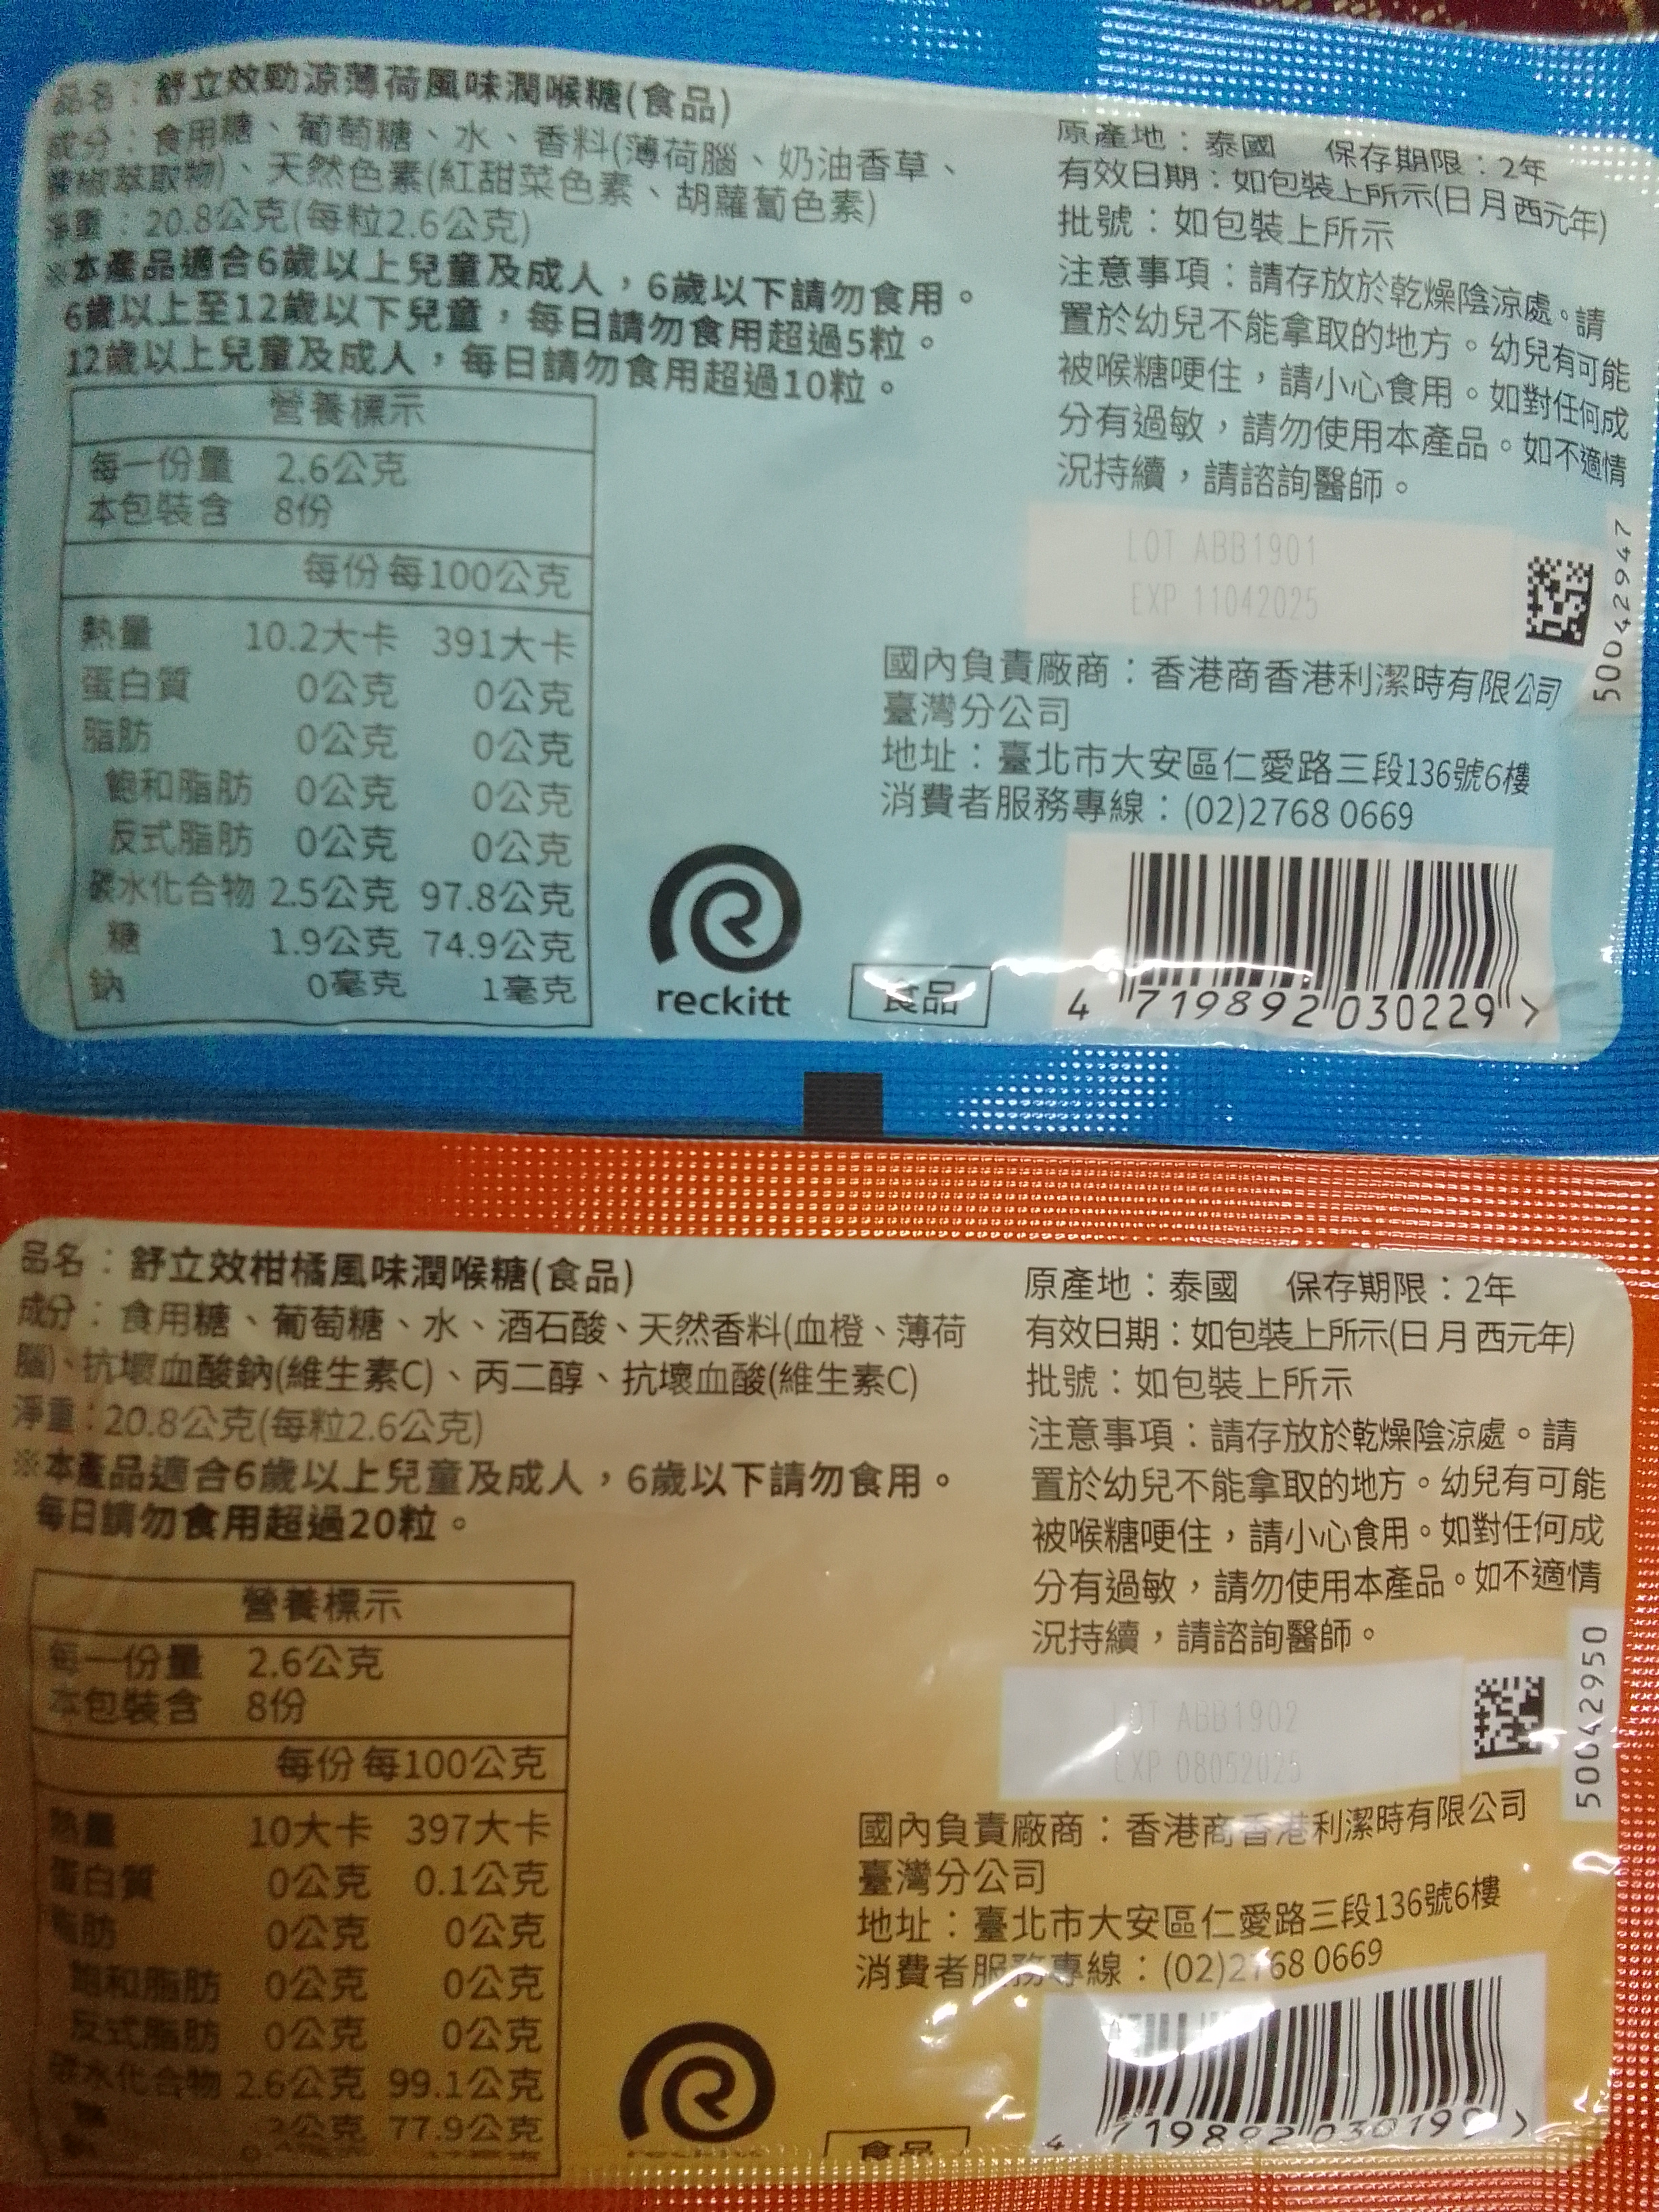 品名：舒立效勁涼薄荷風味潤喉糖(食品)
成分：食用糖、葡萄糖、水、香料(薄荷腦、奶油香草、
辣椒萃取物)、天然色素(紅甜菜色素、胡蘿蔔色素)
淨重：20.8公克(每粒2.6公克)
※本產品適合6歲以上兒童及成人，6歲以下請勿食用。
6歲以上至12歲以下兒童，每日請勿食用超過5粒。
12歲以上兒童及成人，每日請勿食用超過10粒。
營養標示
每一份量 2.6公克
本包裝含 8份
每份 每100公克
熱量 10.2大卡 391大卡
蛋白質 0公克 0公克
脂肪 0公克 0公克
飽和脂肪 0公克 0公克
反式脂肪 0公克 0公克
碳水化合物 2.5公克 97.8公克
糖 1.9公克 74.9公克
鈉 0毫克 1毫克
原產地：泰國 保存期限：2年
有效日期：如包裝上所示(日 月 西元年)
批號：如包裝上所示
注意事項：請存放於乾燥陰涼處。請
置於幼兒不能拿取的地方。幼兒有可能
被喉糖哽住，請小心食用。如對任何成
分有過敏，請勿使用本產品。如不適情
況持續，請諮詢醫師。
LOT ABB1901
EXP 11042025
50042947
國內負責廠商：香港商香港利潔時有限公司
臺灣分公司
地址：臺北市大安區仁愛路三段136號6樓
消費者服務專線：(02)2768 0669
reckitt
食品
4 719892 030229 >
品名：舒立效柑橘風味潤喉糖(食品)
成分：食用糖、葡萄糖、水、酒石酸、天然香料(血橙、薄荷
腦)、抗壞血酸鈉(維生素C)、丙二醇、抗壞血酸(維生素C)
淨重：20.8公克(每粒2.6公克)
※本產品適合6歲以上兒童及成人，6歲以下請勿食用。
每日請勿食用超過20粒。
營養標示
每一份量 2.6公克
本包裝含 8份
每份 每100公克
熱量 10大卡 397大卡
蛋白質 0公克 0.1公克
脂肪 0公克 0公克
飽和脂肪 0公克 0公克
反式脂肪 0公克 0公克
碳水化合物 2.6公克 99.1公克
糖 2公克 77.9公克
原產地：泰國 保存期限：2年
有效日期：如包裝上所示(日 月 西元年)
批號：如包裝上所示
注意事項：請存放於乾燥陰涼處。請
置於幼兒不能拿取的地方。幼兒有可能
被喉糖哽住，請小心食用。如對任何成
分有過敏，請勿使用本產品。如不適情
況持續，請諮詢醫師。
LOT ABB1902
EXP 08052025
50042950
國內負責廠商：香港商香港利潔時有限公司
臺灣分公司
地址：臺北市大安區仁愛路三段136號6樓
消費者服務專線：(02)2768 0669
食品
4 719892 030199 >